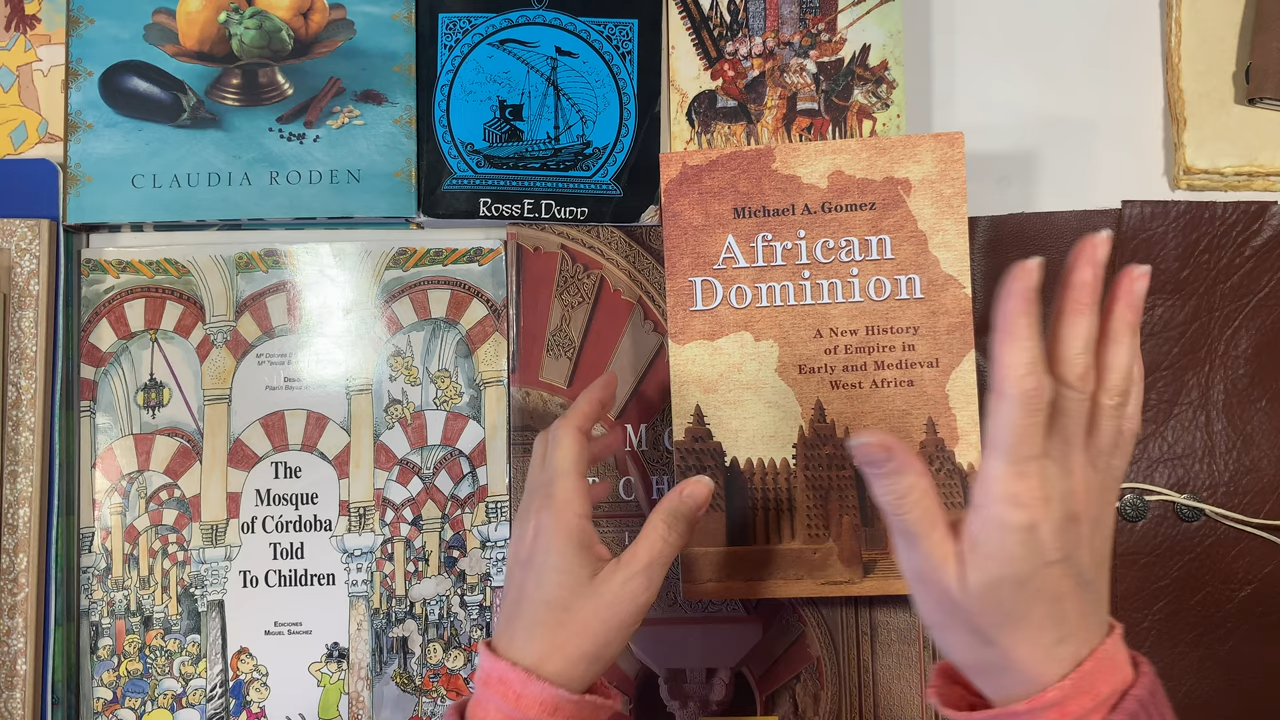 CLAUDIA RODEN
Ross E. Dunn
Michael A. Gomez
African
Dominion
A New History
of Empire in
Early and Medieval
West Africa
The
Mosque
of Córdoba
Told
To Children
EDICIONES
MIGUEL SÁNCHEZ